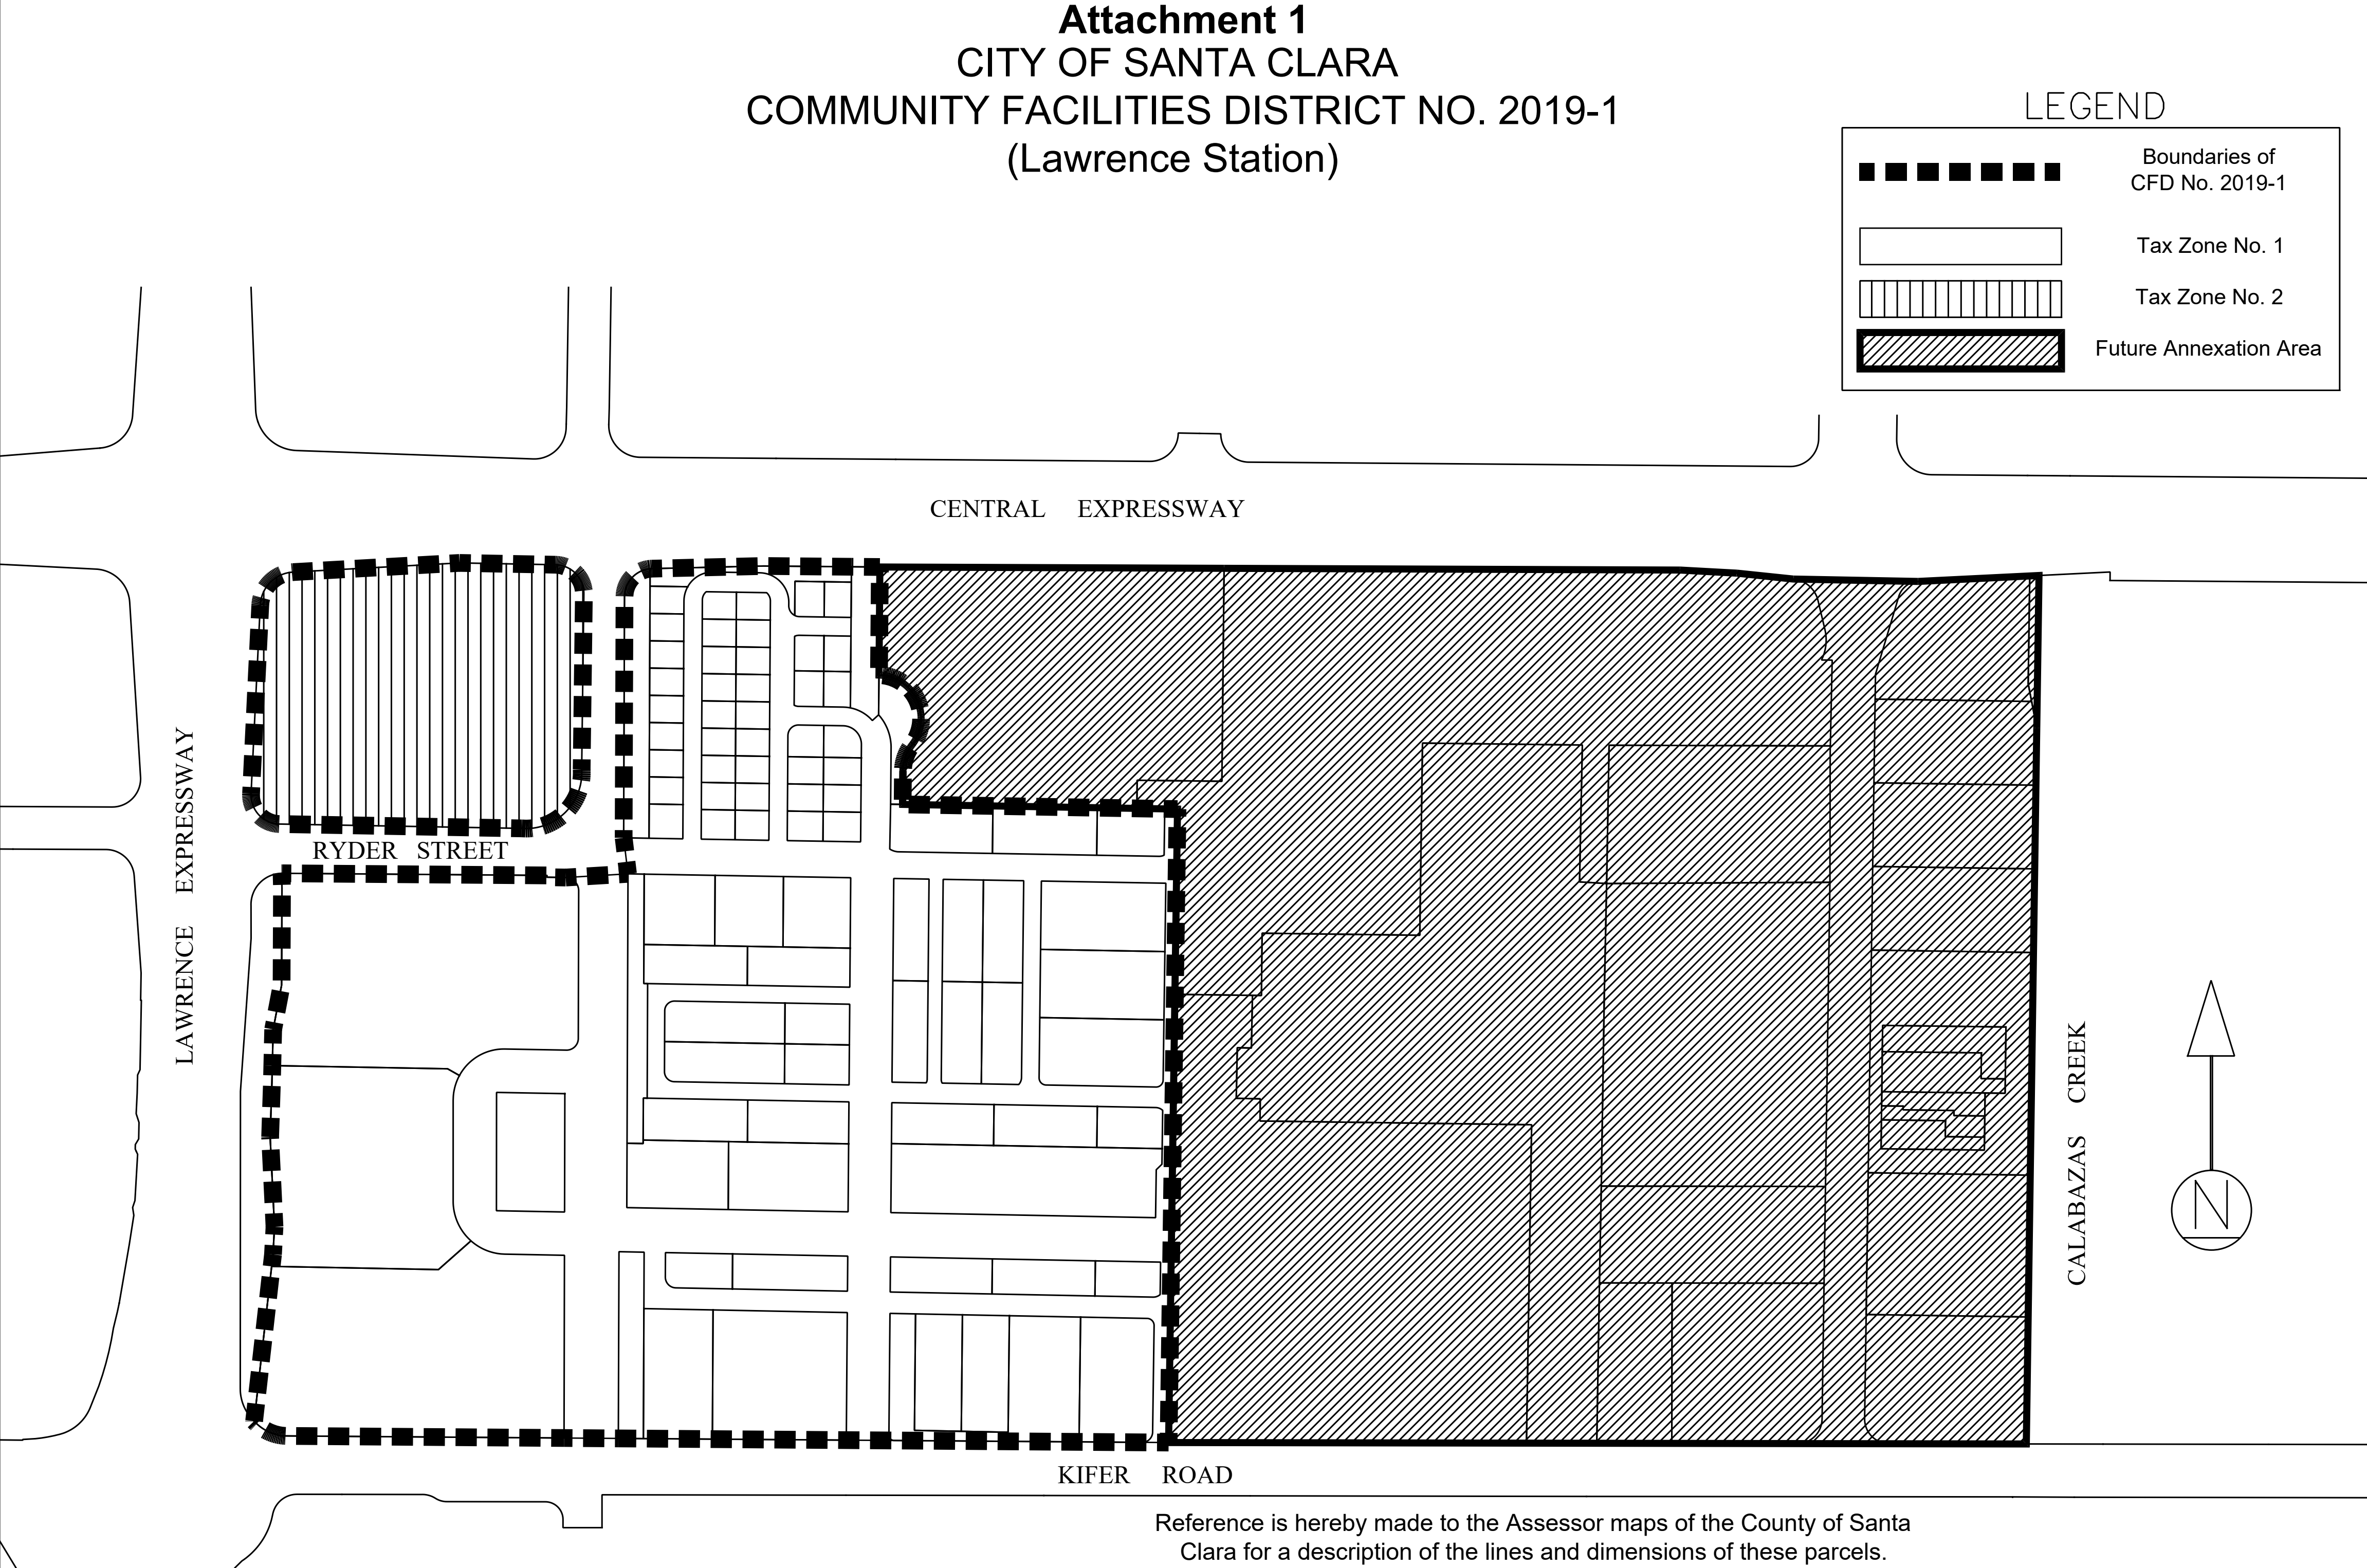 Attachment 1
CITY OF SANTA CLARA
COMMUNITY FACILITIES DISTRICT NO. 2019-1
(Lawrence Station)
LEGEND
Boundaries of
CFD No. 2019-1
Tax Zone No. 1
Tax Zone No. 2
Future Annexation Area
CENTRAL EXPRESSWAY
LAWRENCE EXPRESSWAY
RYDER STREET
CALABAZAS CREEK
N
KIFER ROAD
Reference is hereby made to the Assessor maps of the County of Santa
Clara for a description of the lines and dimensions of these parcels.